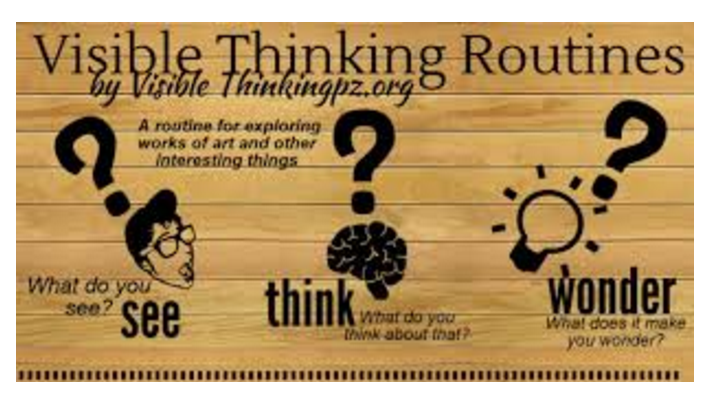 Visible Thinking Routines
by Visible Thinkingpz.org
A routine for exploring
works of art and other
interesting things
What do you
see?
see
think
What do you
think about that?
wonder
What does it make
you wonder?